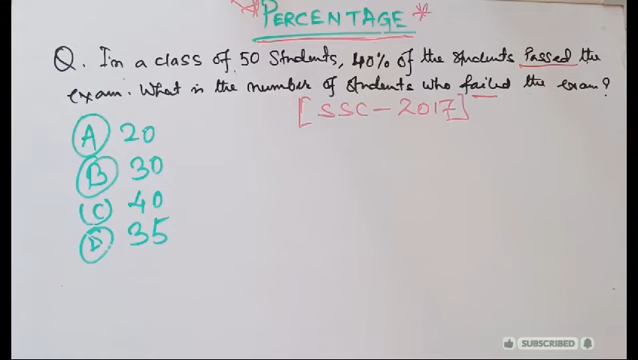 *PERCENTAGE*
Q. In a class of 50 Students, 40% of the students Passed the
exam. What is the number of students who failed the exam?
[SSC-2017]
(A) 20
(B) 30
(C) 40
(D) 35
SUBSCRIBED